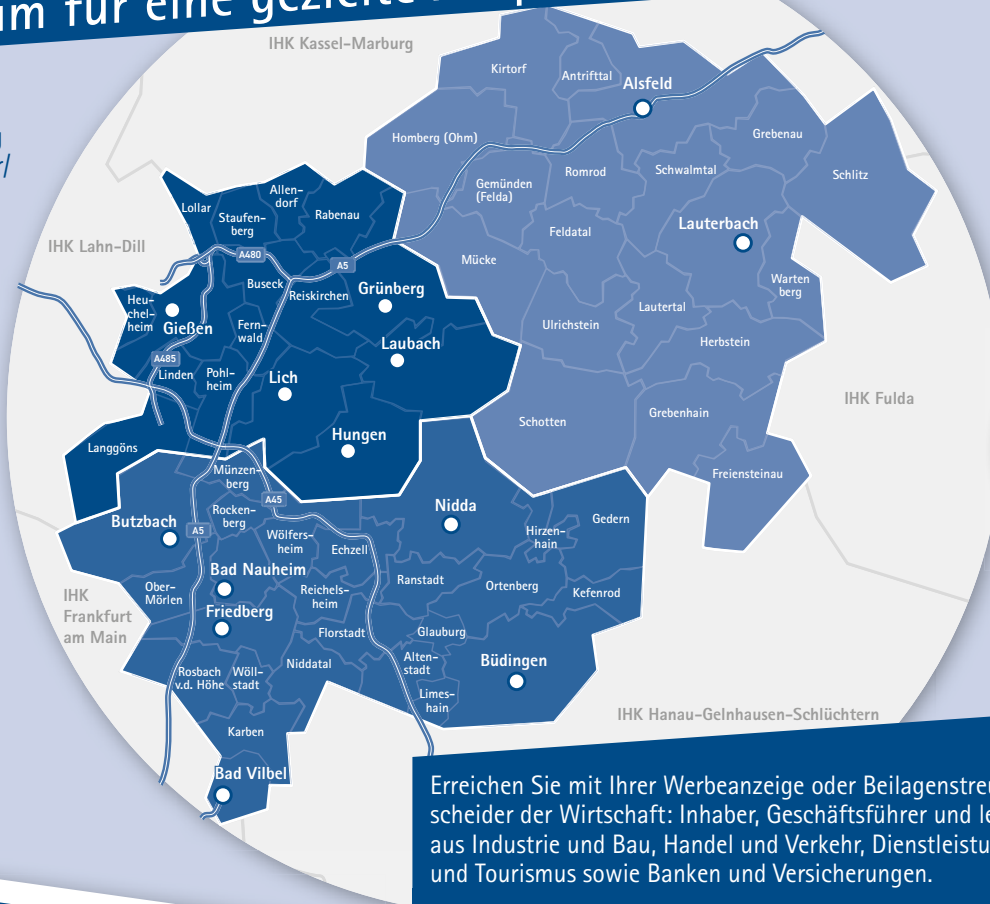 um für eine gezielte
IHK Kassel-Marburg
Kirtorf
Antrifttal
Alsfeld
Homberg (Ohm)
Grebenau
Gemünden
(Felda)
Romrod
Schwalmtal
Schlitz
Allen-
dorf
Lollar
Staufen-
berg
Rabenau
Feldatal
Lauterbach
IHK Lahn-Dill
A480
A5
Mücke
Buseck
Reiskirchen
Grünberg
Warten
berg
Heu-
chel-
heim
Gießen
Fern-
wald
Lautertal
Ulrichstein
Herbstein
Laubach
A485
Linden
Pohl-
heim
Lich
IHK Fulda
Schotten
Grebenhain
Hungen
Langgöns
Freiensteinau
Münzen-
berg
A45
Nidda
Butzbach
Rocken-
berg
A5
Gedern
Hirzen-
hain
Wölfers-
heim
Echzell
Bad Nauheim
Ranstadt
Ortenberg
Kefenrod
Ober-
Mörlen
Reichels-
heim
IHK
Frankfurt
am Main
Friedberg
Florstadt
Glauburg
Niddatal
Alten-
stadt
Büdingen
Rosbach
v.d. Höhe
Wöll-
stadt
Limes-
hain
IHK Hanau-Gelnhausen-Schlüchtern
Karben
Bad Vilbel
Erreichen Sie mit Ihrer Werbeanzeige oder Beilagenstreu
scheider der Wirtschaft: Inhaber, Geschäftsführer und le
aus Industrie und Bau, Handel und Verkehr, Dienstleistu
und Tourismus sowie Banken und Versicherungen.